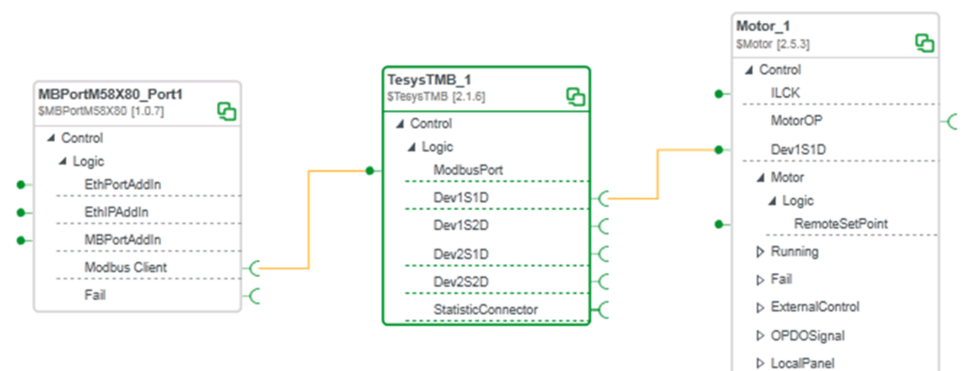 MBPortM58X80_Port1
$MBPortM58X80 [1.0.7]
Control
Logic
EthPortAddIn
EthIPAddIn
MBPortAddIn
Modbus Client
Fail
TesysTMB_1
$TesysTMB [2.1.6]
Control
Logic
ModbusPort
Dev1S1D
Dev1S2D
Dev2S1D
Dev2S2D
StatisticConnector
Motor_1
$Motor [2.5.3]
Control
ILCK
MotorOP
Dev1S1D
Motor
Logic
RemoteSetPoint
Running
Fail
ExternalControl
OPDOSignal
LocalPanel